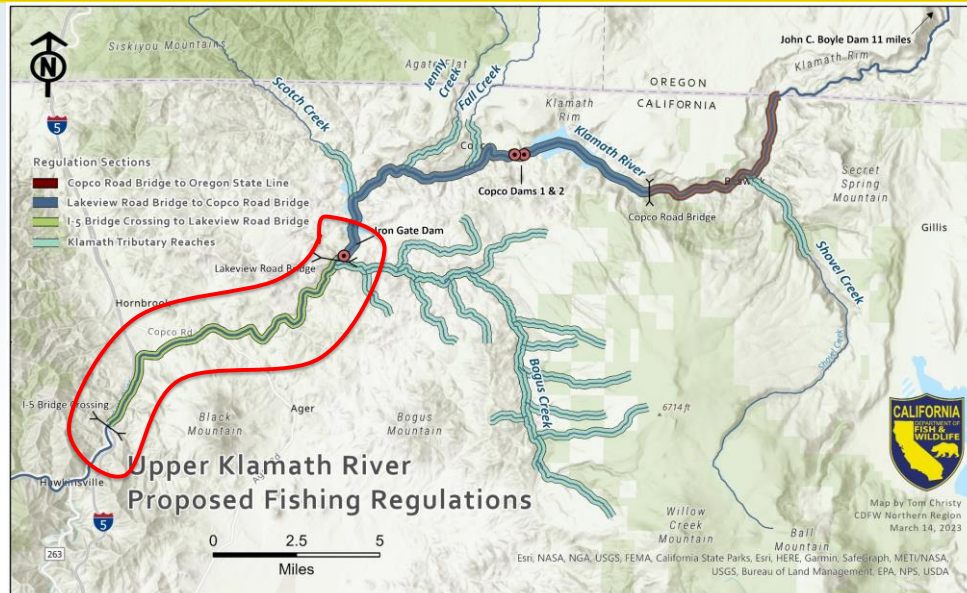 John C. Boyle Dam 11 miles
Siskiyou Mountains
Agate Flat
Jenny
Creek
Fall Creek
Scotch Creek
Klamath Rim
OREGON
CALIFORNIA
N
5
Klamath
Rim
Klamath River
Regulation Sections
Copco Road Bridge to Oregon State Line
Lakeview Road Bridge to Copco Road Bridge
I-5 Bridge Crossing to Lakeview Road Bridge
Klamath Tributary Reaches
Copco Dams 1 & 2
Copco Road Bridge
Secret
Spring
Mountain
Gillis
Iron Gate Dam
Lakeview Road Bridge
Shovel Creek
Shovel Creek
Hornbrook
Copco Rd
Bogus Creek
I-5 Bridge Crossing
Black
Mountain
Ager
Bogus
Mountain
6714 ft
Hawkinsville
Upper Klamath River
Proposed Fishing Regulations
5
263
0 2.5 5
Miles
Willow
Creek
Mountain
Ball
Mountain
CALIFORNIA
DEPARTMENT OF
FISH &
WILDLIFE
Map by Tom Christy
CDFW Northern Region
March 14, 2023
Esri, NASA, NGA, USGS, FEMA, California State Parks, Esri, HERE, Garmin, SafeGraph, METI/NASA,
USGS, Bureau of Land Management, EPA, NPS, USDA